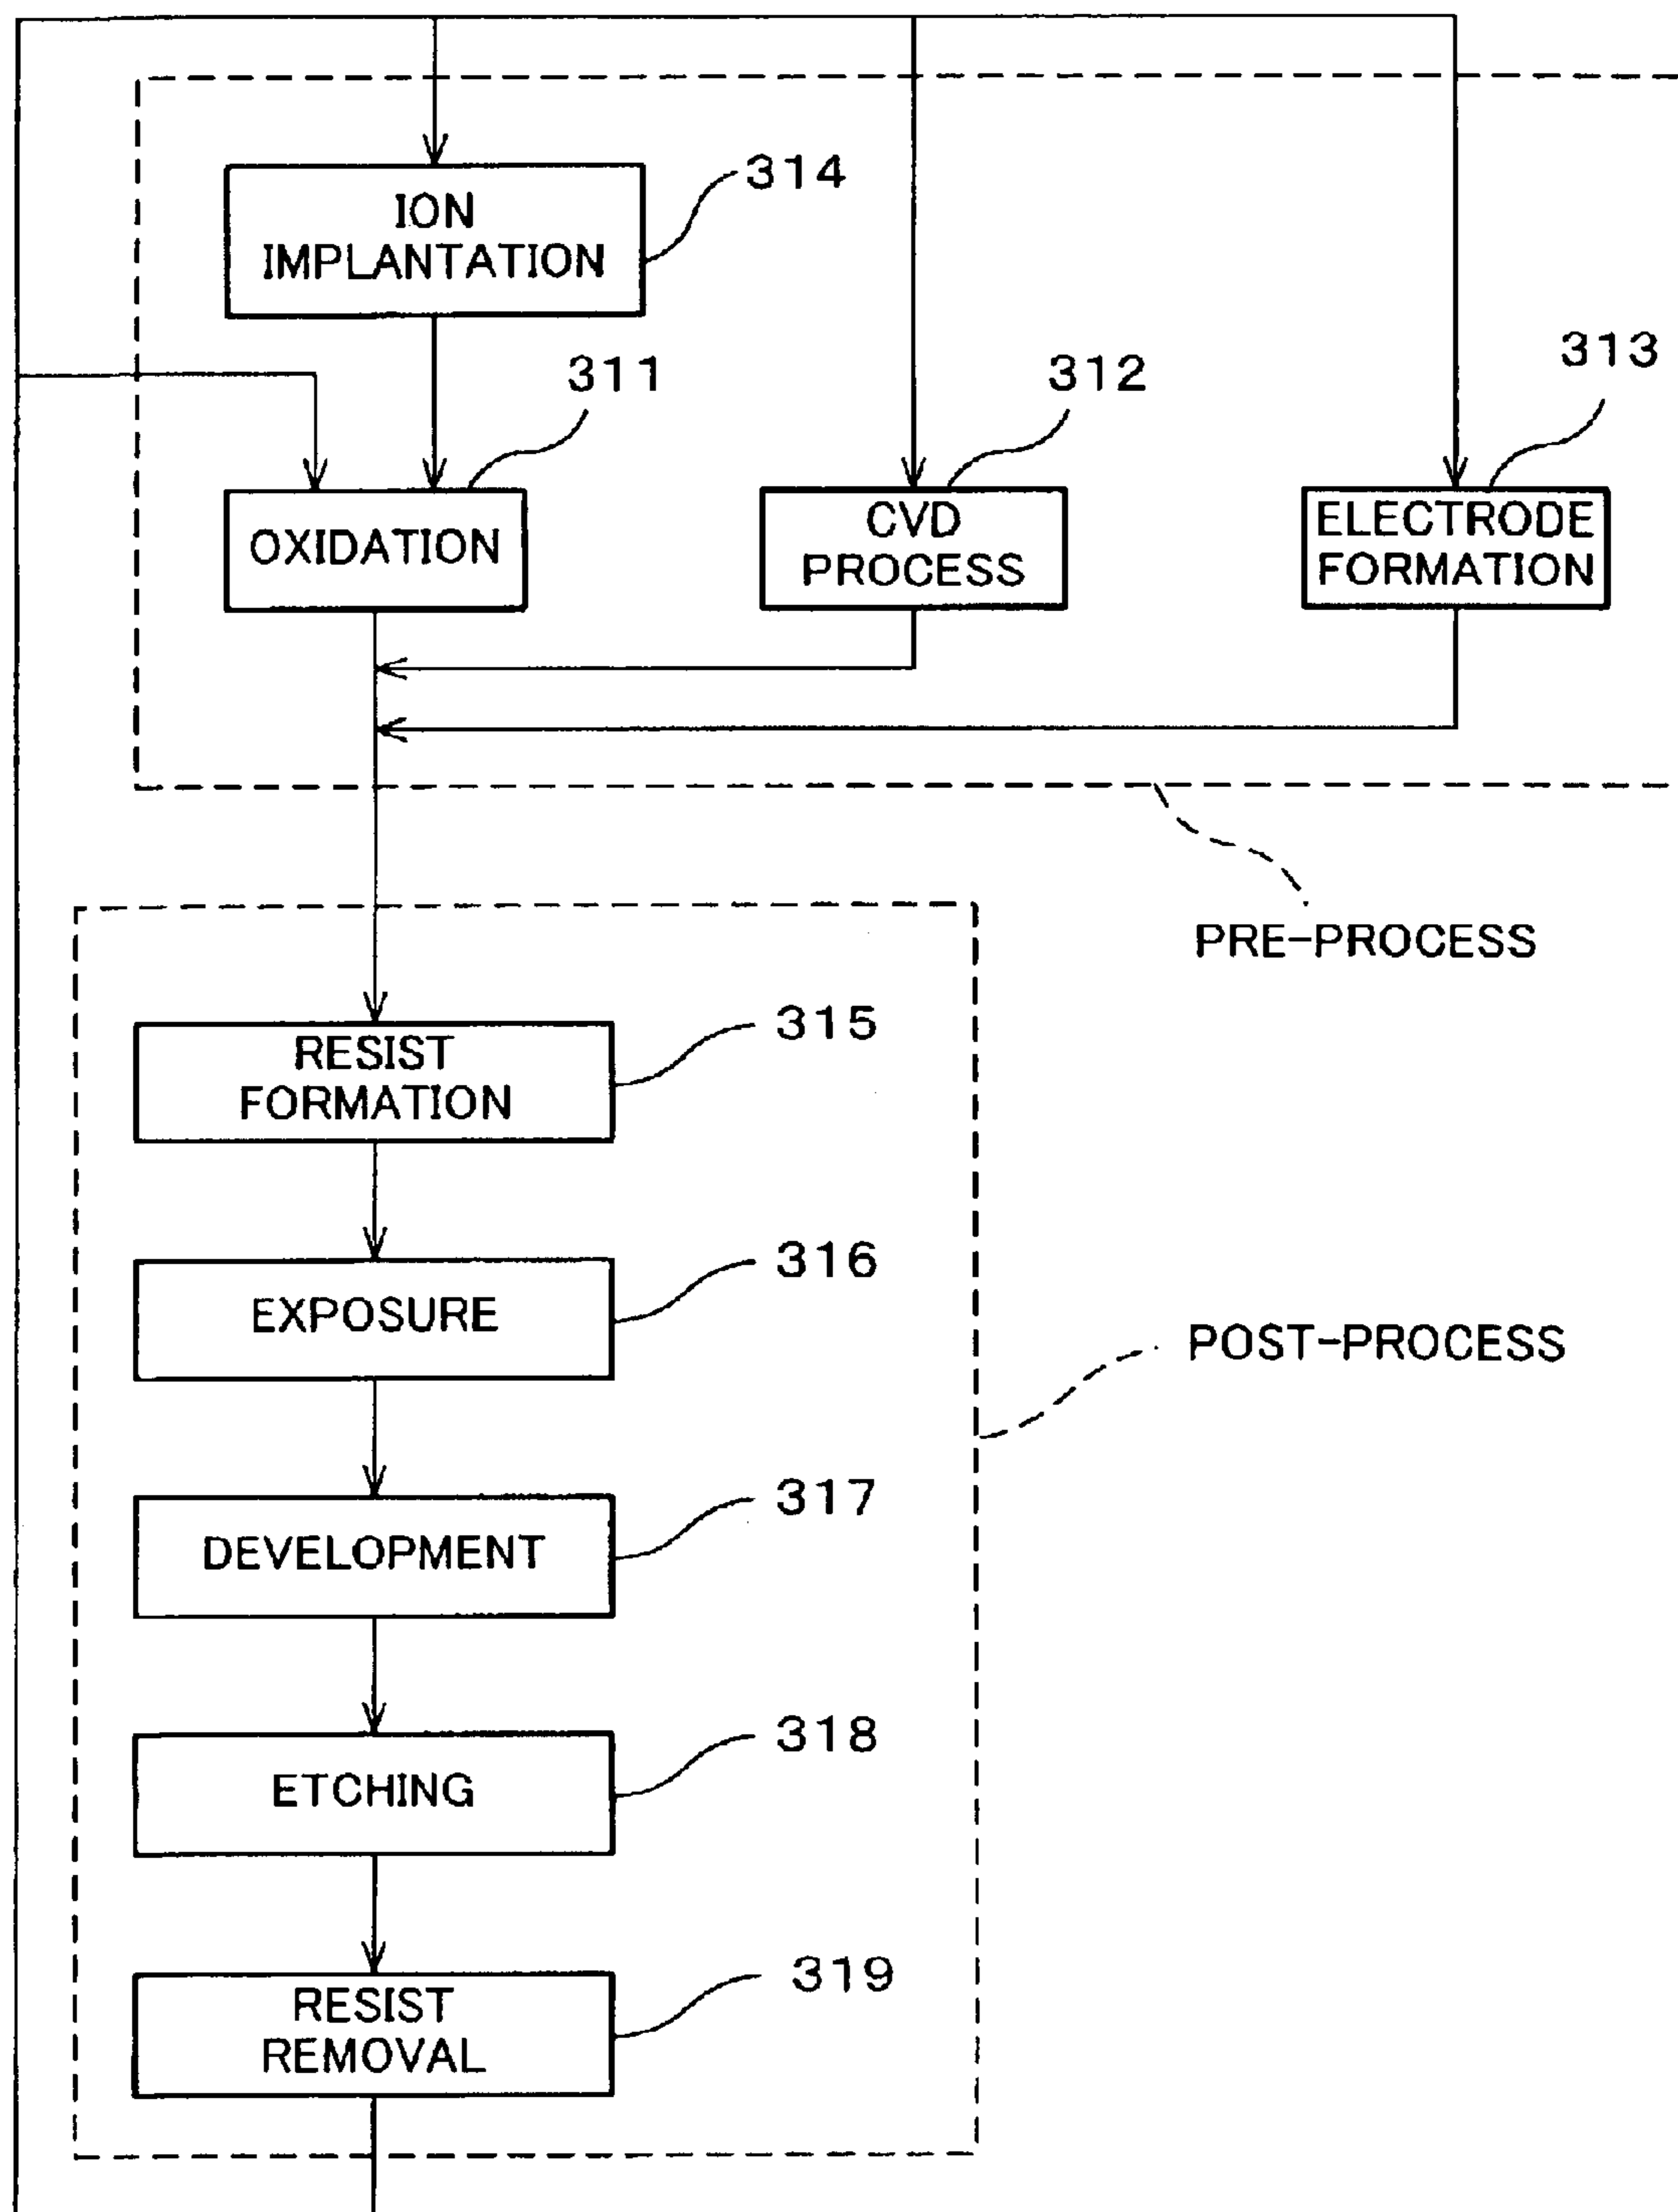 314
ION
IMPLANTATION
311
312
313
OXIDATION
CVD
PROCESS
ELECTRODE
FORMATION
PRE-PROCESS
315
RESIST
FORMATION
316
EXPOSURE
POST-PROCESS
317
DEVELOPMENT
318
ETCHING
319
RESIST
REMOVAL